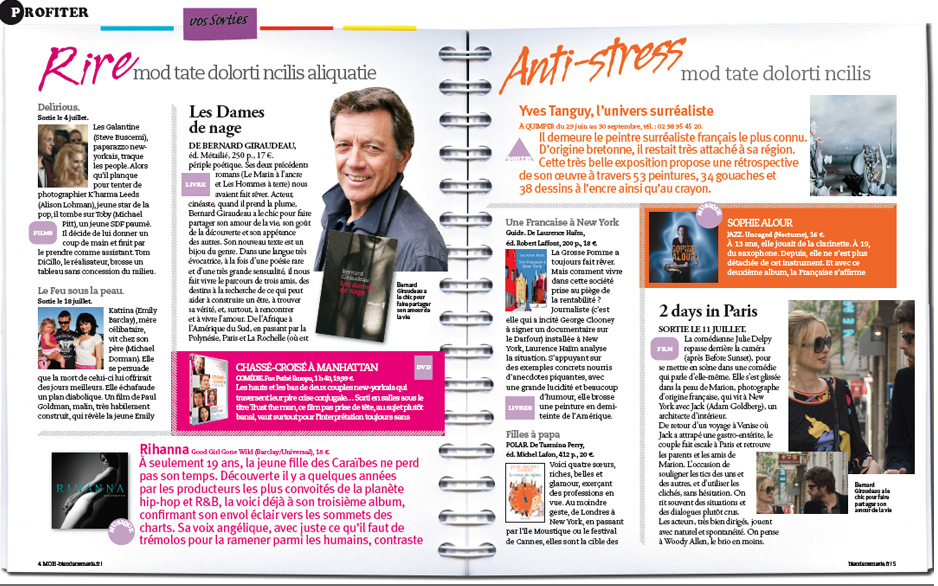 PROFITER
vos Sorties
Rire mod tate dolorti ncilis aliquatie
Delirious.
Sortie le 4 juillet.
Les Galantine
(Steve Buscemi),
paparazzo new-
yorkais, traque
les people. Alors
qu'il planque
pour tenter de
photographier K'harma Leeds
(Alison Lohman), jeune star de la
pop, il tombe sur Toby (Michael
Pitt), un jeune SDF paumé.
Il décide de lui donner un
coup de main et finit par
le prendre comme assistant. Tom
Dicillo, le réalisateur, brosse un
tableau sans concession du milieu.
FILMS
Le Feu sous la peau.
Sortie le 18 juillet.
Katrina (Emily
Barclay), mère
célibataire,
vit chez son
père (Michael
Dorman). Elle
se persuade
que la mort de celui-ci lui offrirait
des jours meilleurs. Elle échafaude
un plan diabolique. Un film de Paul
Goldman, malin, très habilement
construit, qui révèle la jeune Emily
Les Dames
de nage
DE BERNARD GIRAUDEAU,
éd. Métailié, 250 p., 17 €.
périple poétique. Ses deux précédents
romans (Le Marin à l'ancre
et Les Hommes à terre) nous
avaient fait rêver. Acteur,
cinéaste, quand il prend la plume,
Bernard Giraudeau a le chic pour faire
partager son amour de la vie, son goût
de la découverte et son appétence
des autres. Son nouveau texte est un
bijou du genre. Dans une langue très
évocatrice, à la fois d'une poésie rare
et d'une très grande sensualité, il nous
fait vivre le parcours de trois amis, des
destins à la recherche de ce qui peut
aider à construire un être, à trouver
sa vérité, et, surtout, à rencontrer
et à vivre l'amour. De l'Afrique à
l'Amérique du Sud, en passant par la
Polynésie, Paris et La Rochelle (où est
LIVRE
Bernard
Giraudeau
Les dames
de nage
Bernard
Giraudeau a
le chic pour
faire partager
son amour de
la vie
CHASSÉ-CROISÉ À MANHATTAN
COMÉDIE. Fox Pathé Europa, 1 h 40, 19,99 €.
Les hauts et les bas de deux couples new-yorkais qui
traversent leur pire crise conjugale… Sorti en salles sous le
titre Trust the man, ce film pas prise de tête, au sujet plutôt
banal, vaut surtout pour l'interprétation toujours sans
DVD
RIHANNA
Rihanna Good Girl Gone Wild (Barclay/Universal), 18 €.
À seulement 19 ans, la jeune fille des Caraïbes ne perd
pas son temps. Découverte il y a quelques années
par les producteurs les plus convoités de la planète
hip-hop et R&B, la voici déjà à son troisième album,
confirmant son envol éclair vers les sommets des
charts. Sa voix angélique, avec juste ce qu'il faut de
trémolos pour la ramener parmi les humains, contraste
MUSIQUE
4 MCB - biendansmavie.fr
Anti-stress mod tate dolorti ncilis
Yves Tanguy, l'univers surréaliste
À QUIMPER du 29 juin au 30 septembre, tél. : 02 98 95 45 20.
Il demeure le peintre surréaliste français le plus connu.
D'origine bretonne, il restait très attaché à sa région.
Cette très belle exposition propose une rétrospective
de son œuvre à travers 53 peintures, 34 gouaches et
38 dessins à l'encre ainsi qu'au crayon.
Une Française à New York
Guide. De Laurence Haïm,
éd. Robert Laffont, 200 p., 18 €.
La Grosse Pomme a
toujours fait rêver.
Mais comment vivre
dans cette société
prise au piège de
la rentabilité ?
Journaliste (c'est
elle qui a incité George Clooney
à signer un documentaire sur
le Darfour) installée à New
York, Laurence Haïm analyse
la situation. S'appuyant sur
des exemples concrets nourris
d'anecdotes piquantes, avec
une grande lucidité et beaucoup
d'humour, elle brosse
une peinture en demi-
teinte de l'Amérique.
LIVRES
Filles à papa
POLAR. De Tasmina Perry,
éd. Michel Lafon, 412 p., 20 €.
Voici quatre sœurs,
riches, belles et
glamour, exerçant
des professions en
vue. Au moindre
geste, de Londres à
New York, en passant
par l'île Moustique ou le festival
de Cannes, elles sont la cible des
MUSIQUE
SOPHIE
ALOUR
SOPHIE ALOUR
JAZZ. Uncaged (Nocturne), 16 €.
À 13 ans, elle jouait de la clarinette. À 19,
du saxophone. Depuis, elle ne s'est plus
détachée de cet instrument. Et avec ce
deuxième album, la Française s'affirme
2 days in Paris
SORTIE LE 11 JUILLET.
La comédienne Julie Delpy
repasse derrière la caméra
(après Before Sunset), pour
se mettre en scène dans une comédie
qui parle d'elle-même. Elle s'est glissée
dans la peau de Marion, photographe
d'origine française, qui vit à New
York avec Jack (Adam Goldberg), un
architecte d'intérieur.
De retour d'un voyage à Venise où
Jack a attrapé une gastro-entérite, le
couple fait escale à Paris et retrouve
les parents et les amis de
Marion. L'occasion de
souligner les tics des uns et
des autres, et d'utiliser les
clichés, sans hésitation. On
rit souvent dès situations et
des dialogues plutôt crus.
Les acteurs, très bien dirigés, jouent
avec naturel et spontanéité. On pense
à Woody Allen, le brio en moins.
FILM
Bernard
Giraudeau a le
chic pour faire
partager son
amour de la vie
biendansmavie.fr | 5